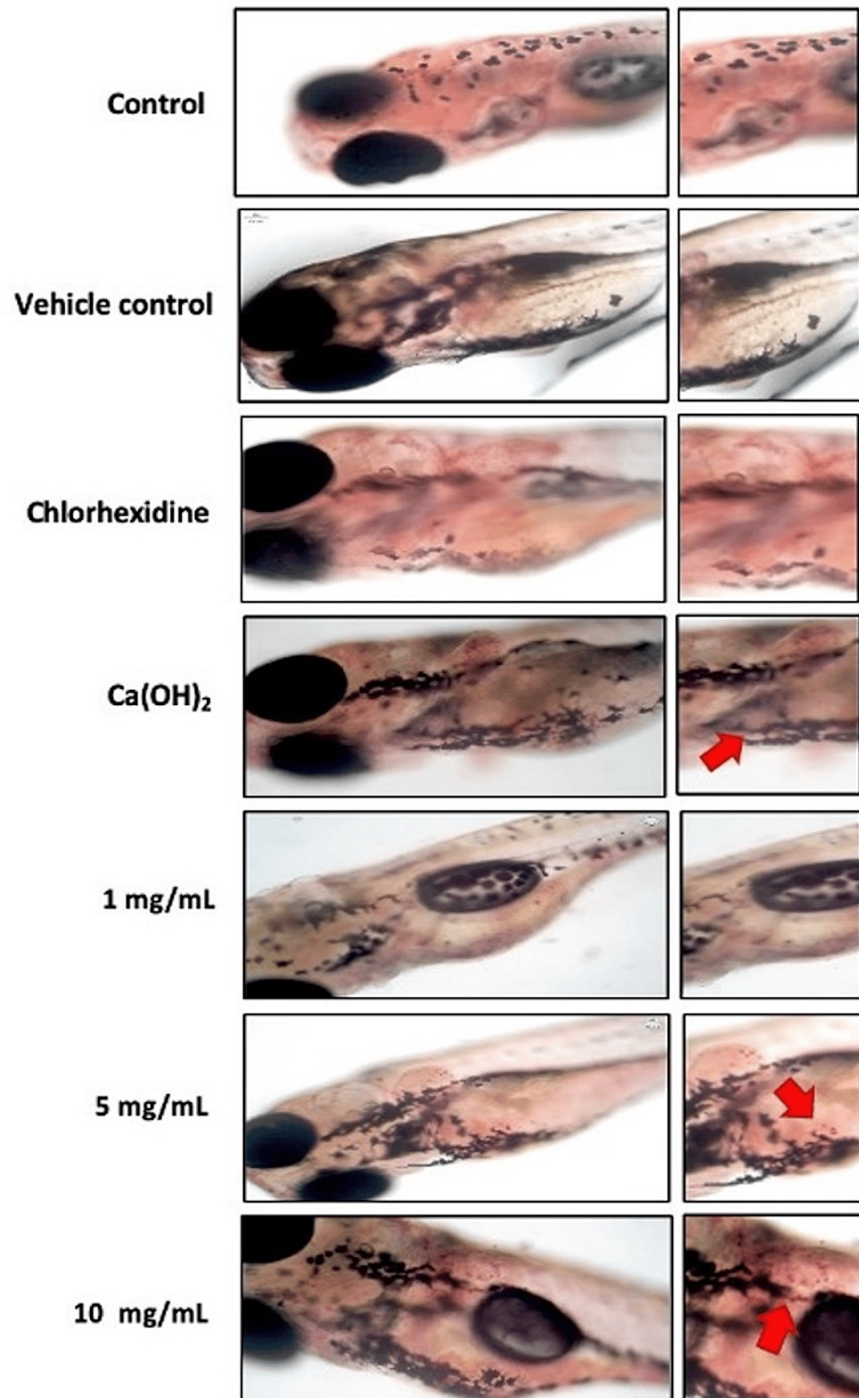 Control
Vehicle control
Chlorhexidine
Ca(OH)₂
1 mg/mL
5 mg/mL
10 mg/mL